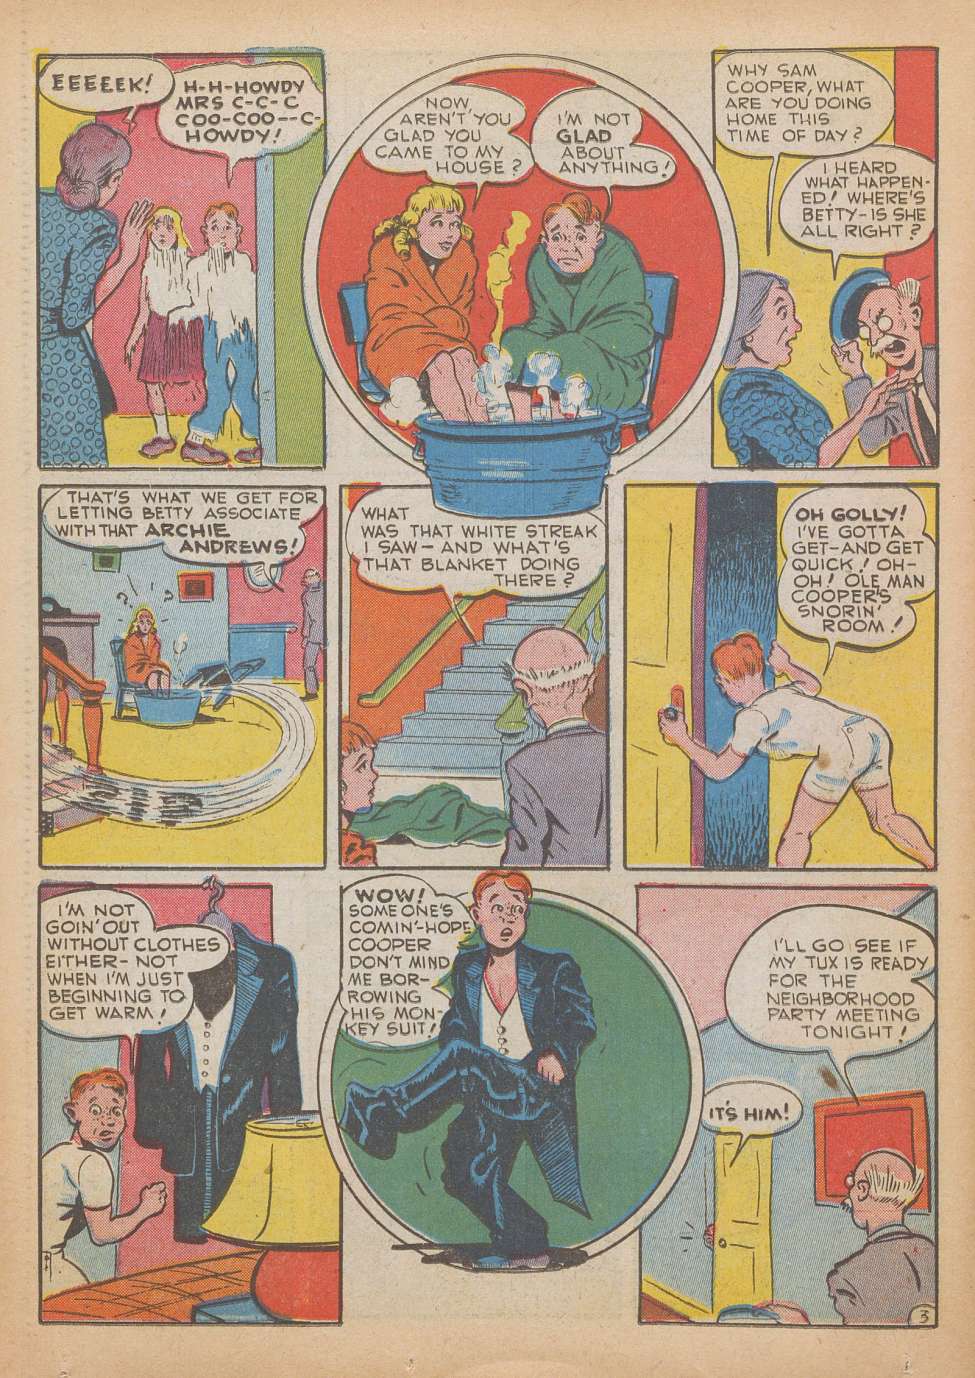 EEEEEK!
H-H-HOWDY
MRS C-C-C
COO-COO--C-
HOWDY!
NOW,
AREN'T YOU
GLAD YOU
CAME TO MY
HOUSE?
I'M NOT
GLAD
ABOUT
ANYTHING!
WHY SAM
COOPER, WHAT
ARE YOU DOING
HOME THIS
TIME OF DAY?
I HEARD
WHAT HAPPEN-
ED! WHERE'S
BETTY-IS SHE
ALL RIGHT?
THAT'S WHAT WE GET FOR
LETTING BETTY ASSOCIATE
WITH THAT ARCHIE
ANDREWS!
?
!
?
WHAT
WAS THAT WHITE STREAK
I SAW - AND WHAT'S
THAT BLANKET DOING
THERE?
OH GOLLY!
I'VE GOTTA
GET-AND GET
QUICK! OH-
OH! OLE MAN
COOPER'S
SNORIN'
ROOM!
I'M NOT
GOIN' OUT
WITHOUT CLOTHES
EITHER- NOT
WHEN I'M JUST
BEGINNING TO
GET WARM!
WOW!
SOME ONE'S
COMIN'-HOPE
COOPER
DON'T MIND
ME BOR-
ROWING
HIS MON-
KEY SUIT!
I'LL GO SEE IF
MY TUX IS READY
FOR THE
NEIGHBORHOOD
PARTY MEETING
TONIGHT!
IT'S HIM!
3